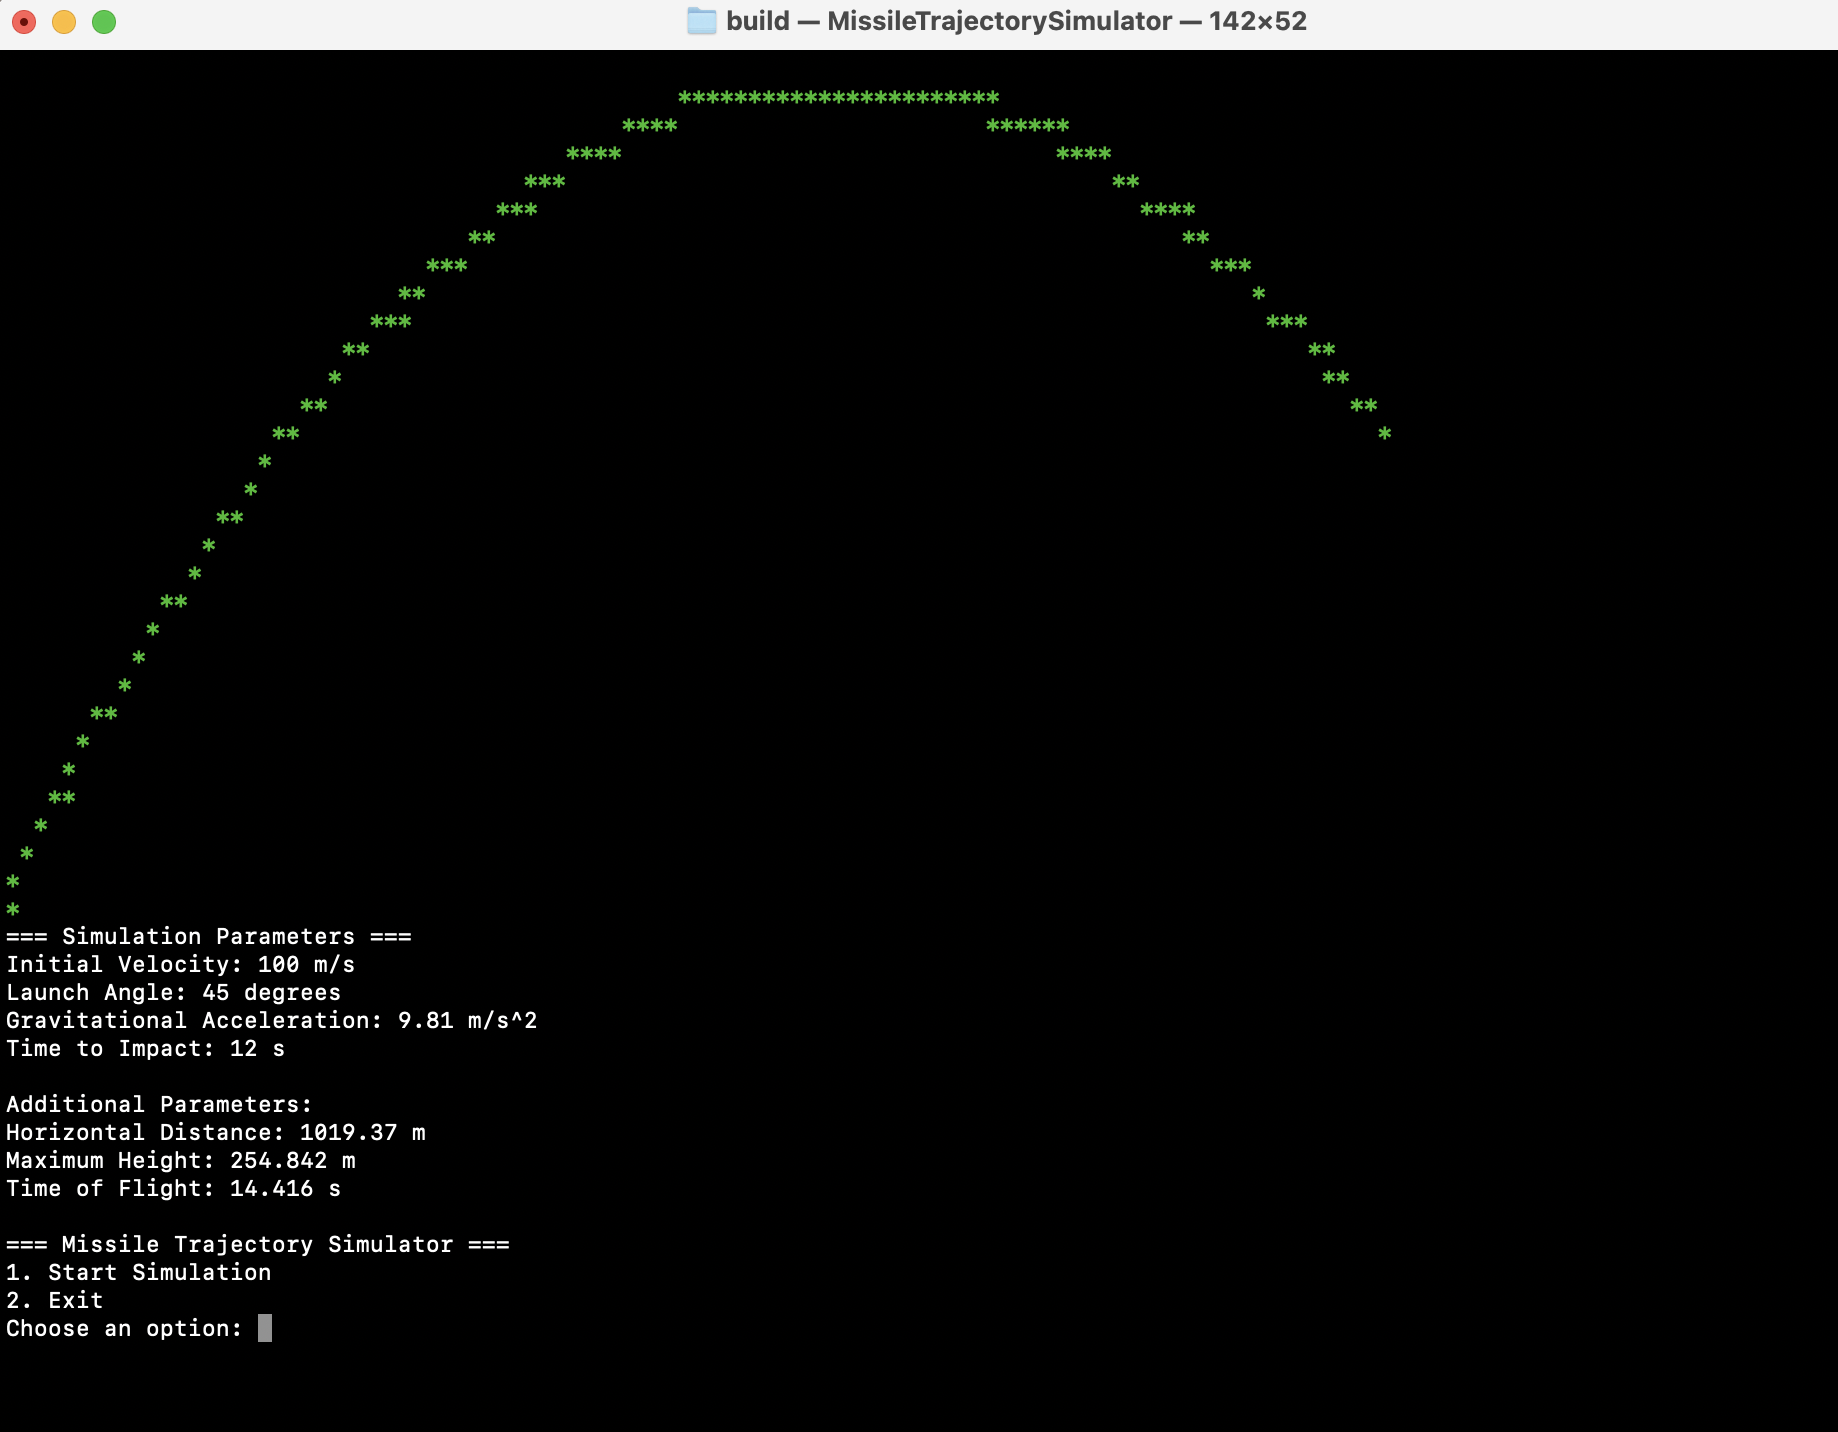 build — MissileTrajectorySimulator — 142×52
***********************
**** ******
**** ****
*** **
*** ****
** **
*** ***
** *
*** ***
** **
* **
** **
** *
*
*
**
*
*
**
*
*
*
**
*
*
**
*
*
*
*
=== Simulation Parameters ===
Initial Velocity: 100 m/s
Launch Angle: 45 degrees
Gravitational Acceleration: 9.81 m/s^2
Time to Impact: 12 s
Additional Parameters:
Horizontal Distance: 1019.37 m
Maximum Height: 254.842 m
Time of Flight: 14.416 s
=== Missile Trajectory Simulator ===
1. Start Simulation
2. Exit
Choose an option: